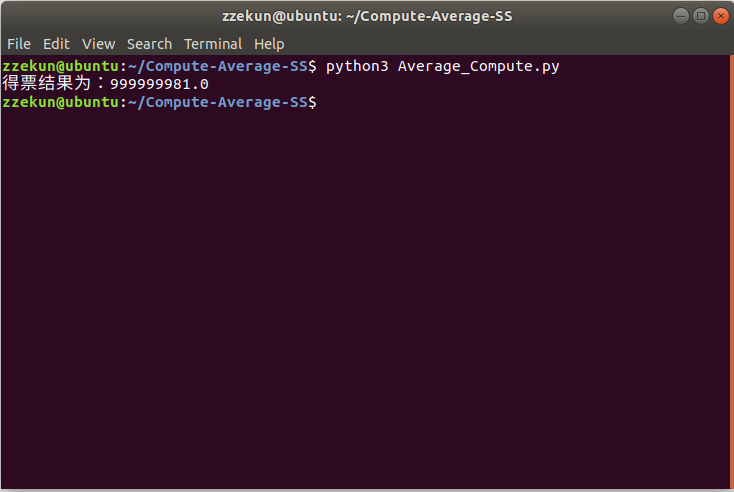 zzekun@ubuntu: ~/Compute-Average-SS
File Edit View Search Terminal Help
zzekun@ubuntu:~/Compute-Average-SS$ python3 Average_Compute.py
得票结果为：999999981.0
zzekun@ubuntu:~/Compute-Average-SS$